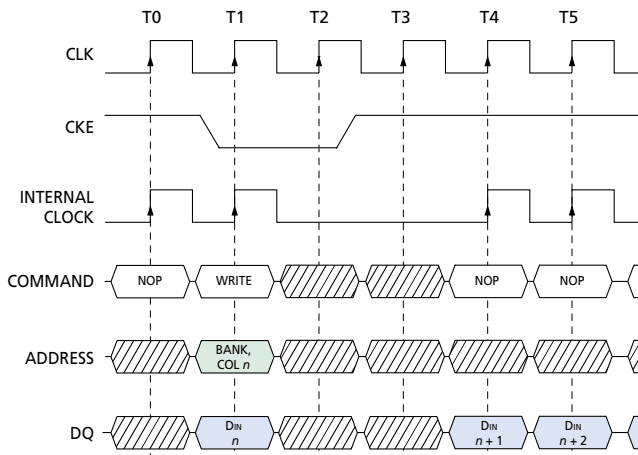 T0 T1 T2 T3 T4 T5
CLK
CKE
INTERNAL
CLOCK
COMMAND NOP WRITE NOP NOP
ADDRESS BANK,
COL n
DQ DIN DIN DIN
n n + 1 n + 2